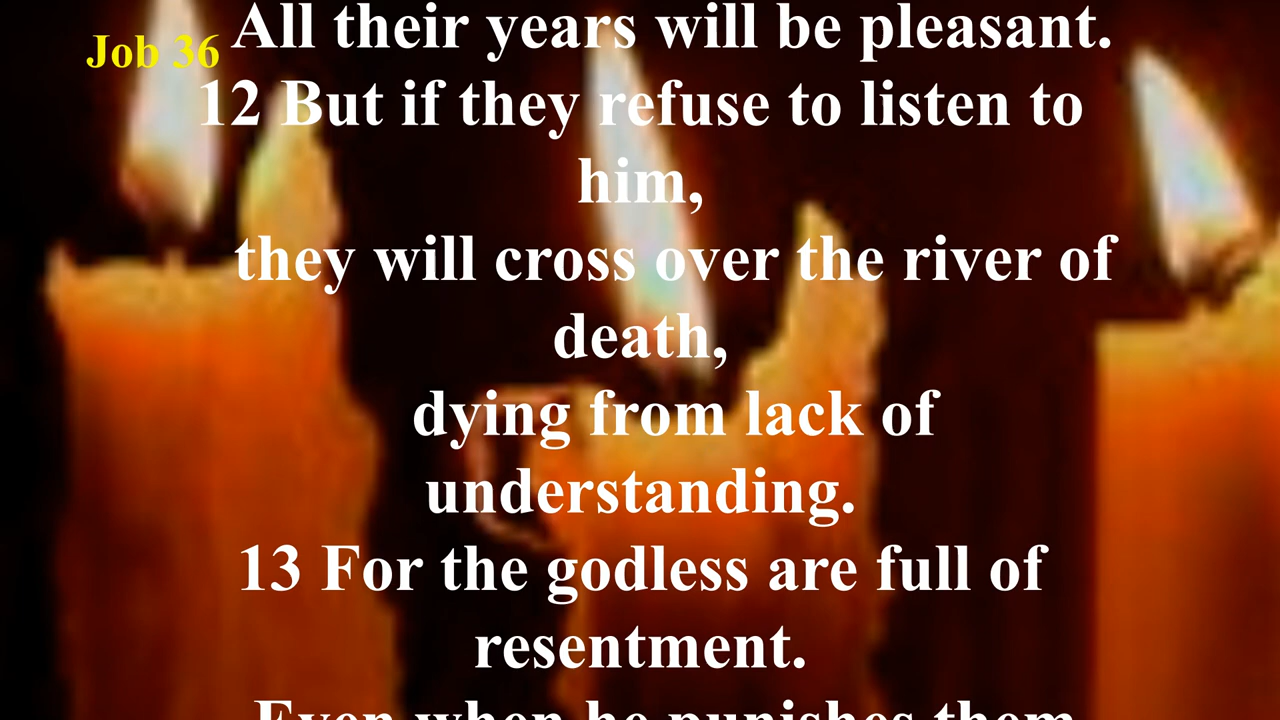 Job 36
All their years will be pleasant.
12 But if they refuse to listen to
him,
they will cross over the river of
death,
dying from lack of
understanding.
13 For the godless are full of
resentment.
Even when he punishes them